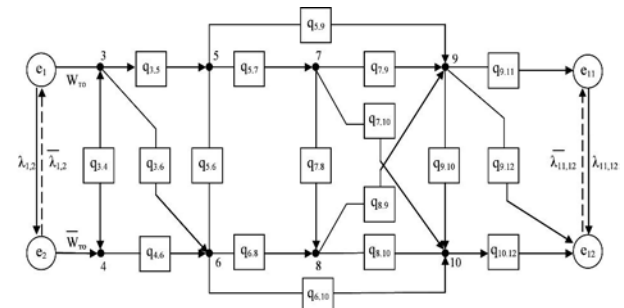 q5.9
e1 3 q3,5 5 q5,7 7 q7,9 9 q9,11 e11
WTO
q7,10
λ1,2 λ̅1,2 q3.4 q3.6 q5.6 q7.8 q9.10 q9.12 λ̅11,12 λ11,12
q8.9
W̅TO
e2 4 q4,6 6 q6.8 8 q8.10 10 q10.12 e12
q6,10